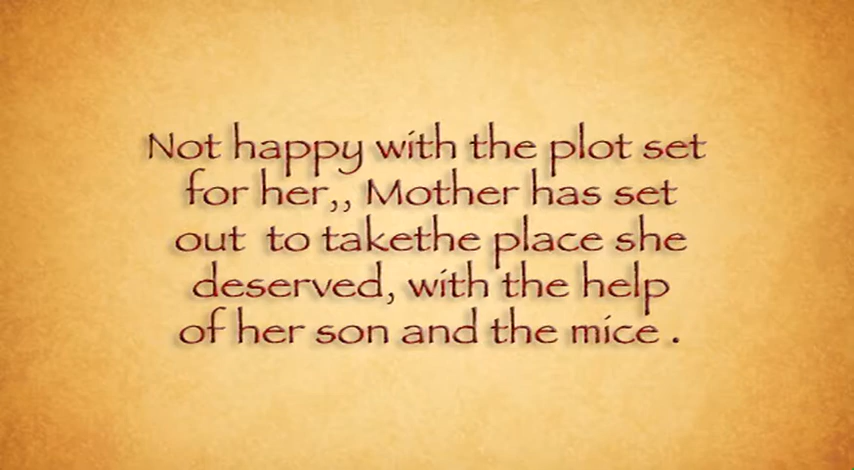 Not happy with the plot set
for her,, Mother has set
out  to takethe place she
deserved, with the help
of her son and the mice .